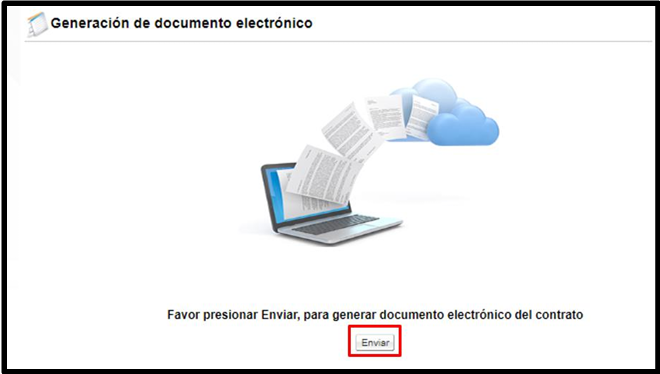 Generación de documento electrónico
Favor presionar Enviar, para generar documento electrónico del contrato
Enviar